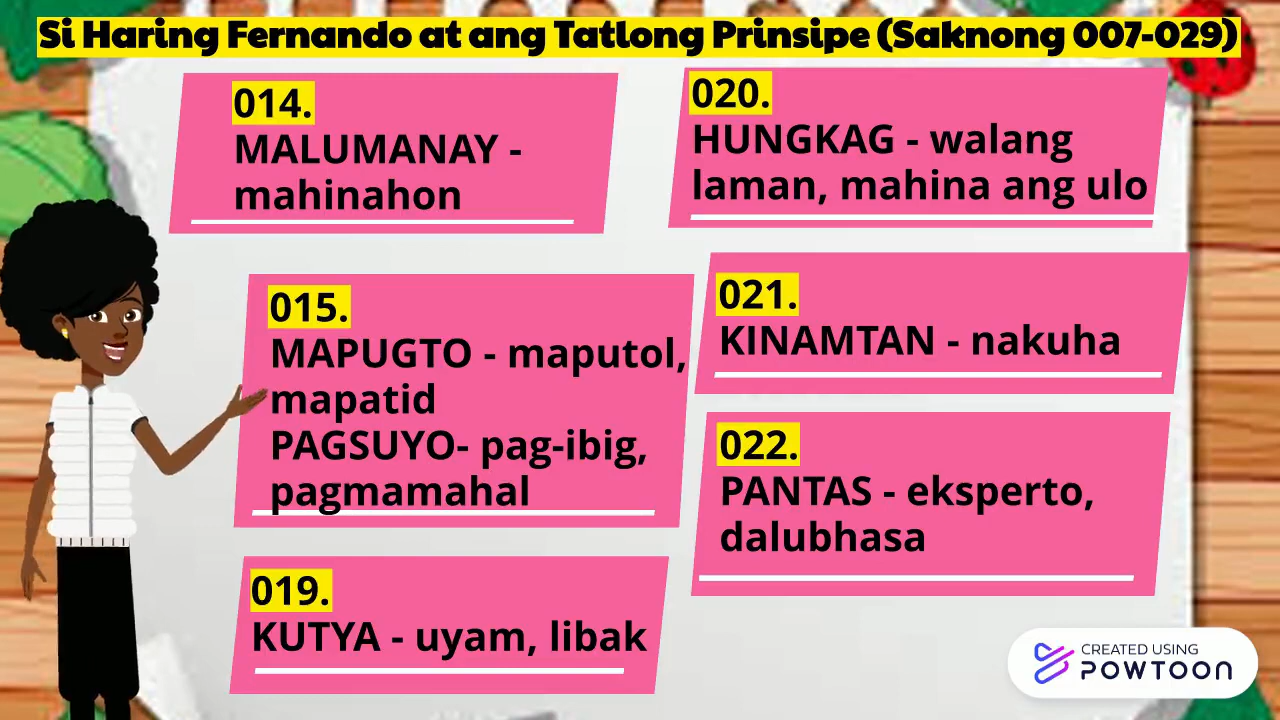 Si Haring Fernando at ang Tatlong Prinsipe (Saknong 007-029)
014.
MALUMANAY -
mahinahon
015.
MAPUGTO - maputol,
mapatid
PAGSUYO- pag-ibig,
pagmamahal
019.
KUTYA - uyam, libak
020.
HUNGKAG - walang
laman, mahina ang ulo
021.
KINAMTAN - nakuha
022.
PANTAS - eksperto,
dalubhasa
CREATED USING
POWTOON